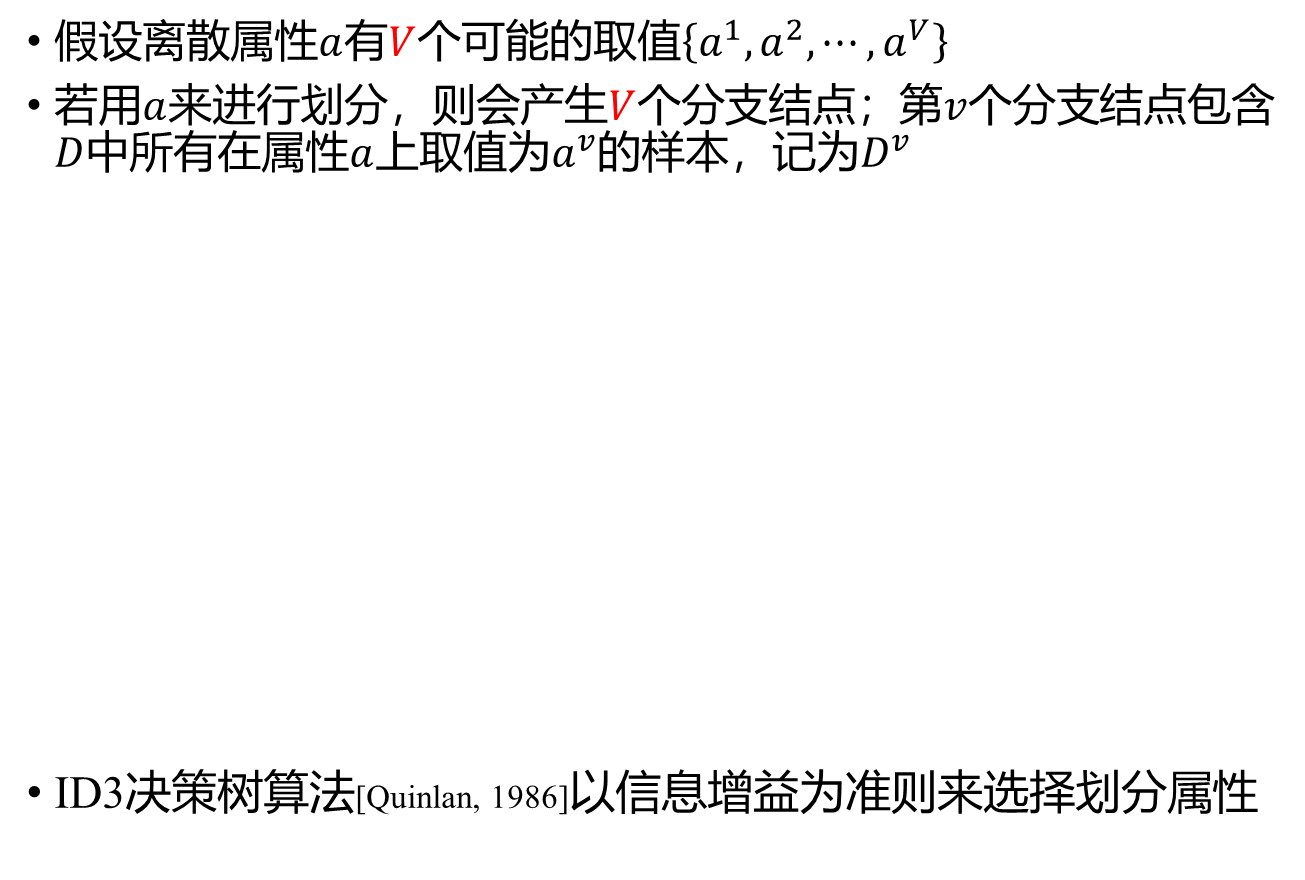 • 假设离散属性𝑎有𝑉个可能的取值{𝑎¹, 𝑎², ⋯, 𝑎ⱽ}
• 若用𝑎来进行划分，则会产生𝑉个分支结点；第𝑣个分支结点包含
𝐷中所有在属性𝑎上取值为𝑎ᵛ的样本，记为𝐷ᵛ
• ID3决策树算法[Quinlan, 1986]以信息增益为准则来选择划分属性